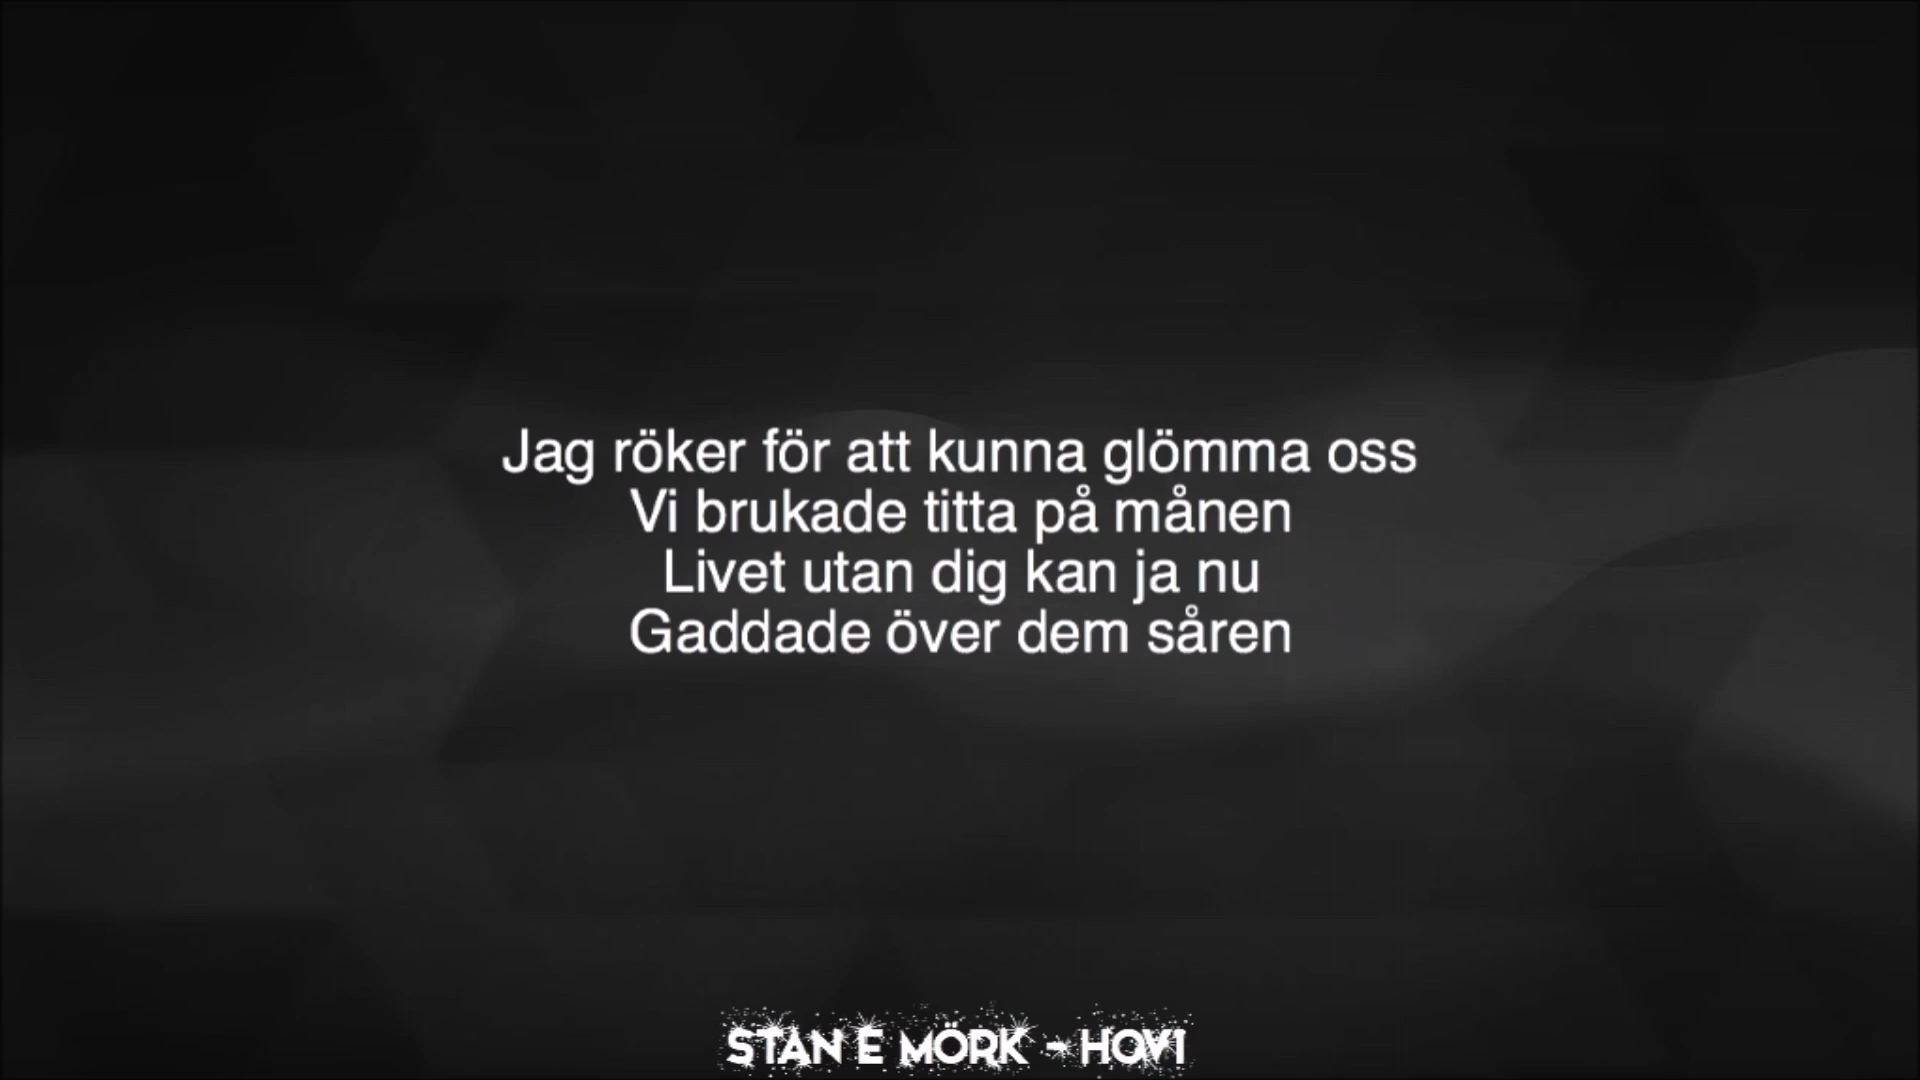 Jag röker för att kunna glömma oss
Vi brukade titta på månen
Livet utan dig kan ja nu
Gaddade över dem såren
STAN E MÖRK - HOV1